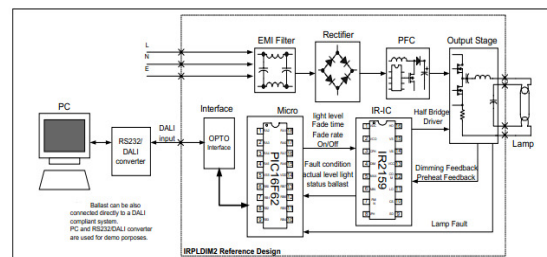 EMI Filter
Rectifier
PFC
Output Stage
L
N
E
PC
RS232/
DALI
converter
DALI
input
Interface
OPTO
Interface
Micro
PIC16F62
light level
Fade time
Fade rate
On/Off
Fault condition
actual level light
status ballast
IR-IC
IR2159
Half Bridge
Driver
Dimming Feedback
Preheat Feedback
Lamp
Lamp Fault
Ballast can be also
connected directly to a DALI
compliant system.
PC and RS232/DALI converter
are used for demo purposes.
IRPLDIM2 Reference Design